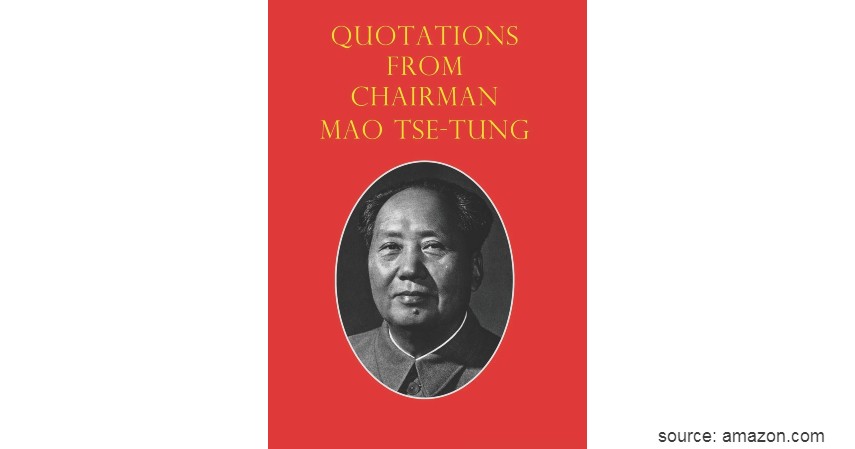 QUOTATIONS
FROM
CHAIRMAN
MAO TSE-TUNG
source: amazon.com